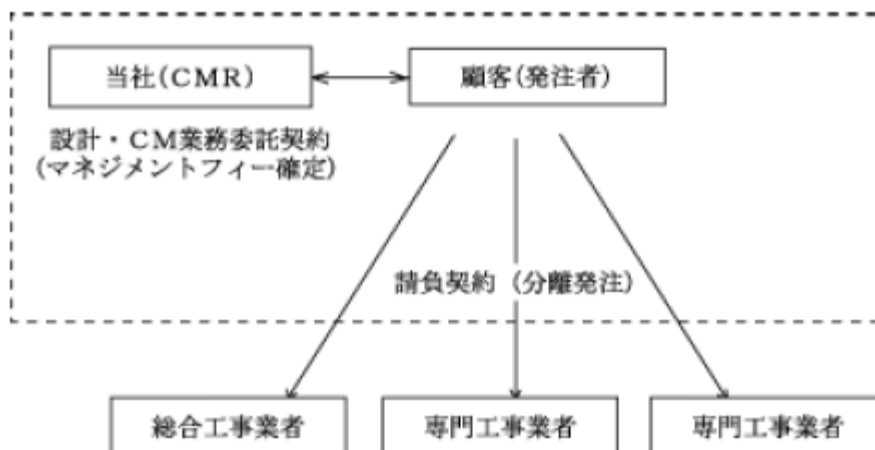 当社(CMR)
顧客(発注者)
設計・CM業務委託契約
(マネジメントフィー確定)
請負契約(分離発注)
総合工事業者
専門工事業者
専門工事業者